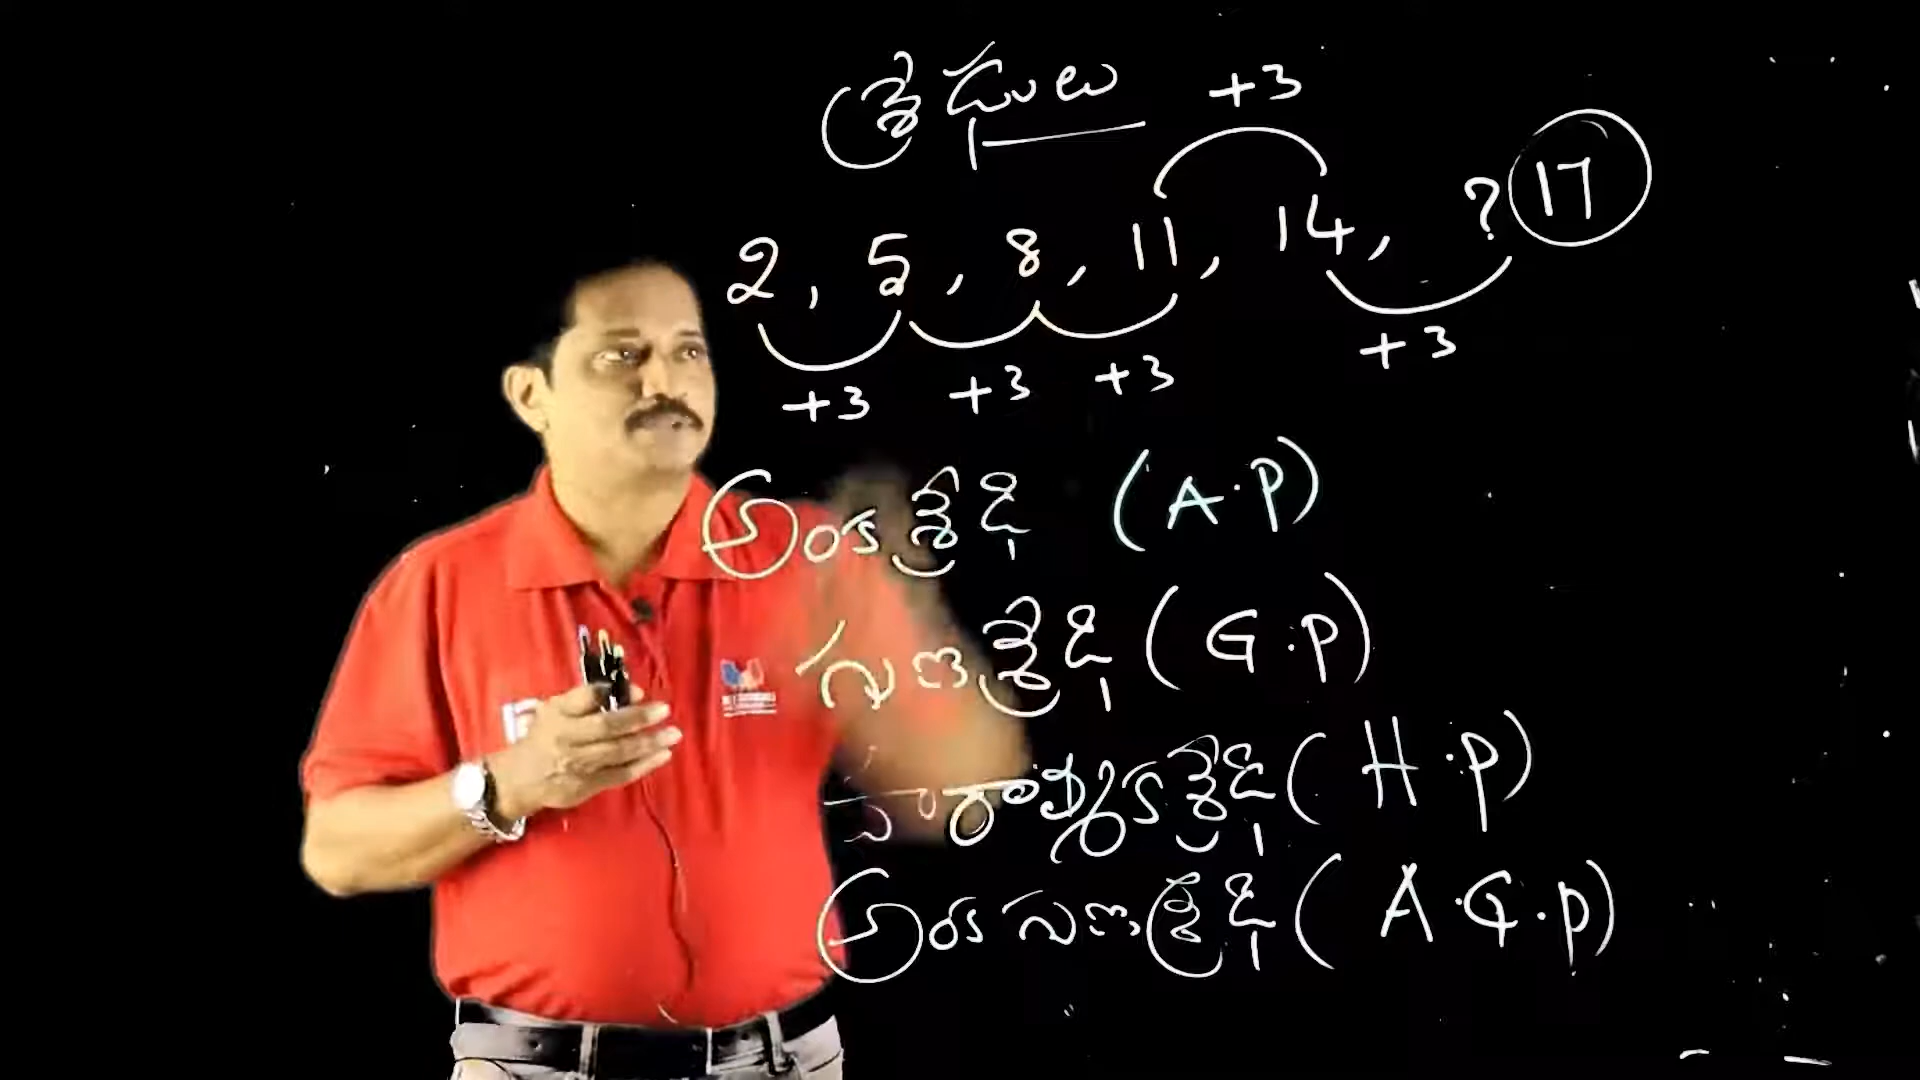 శ్రేఢులు
+3
2, 5, 8, 11, 14, ? 17
+3 +3 +3 +3
అంకశ్రేఢి (A.P)
గుణశ్రేఢి (G.P)
హరాత్మకశ్రేఢి (H.P)
అంకగుణశ్రేఢి (A.G.P)